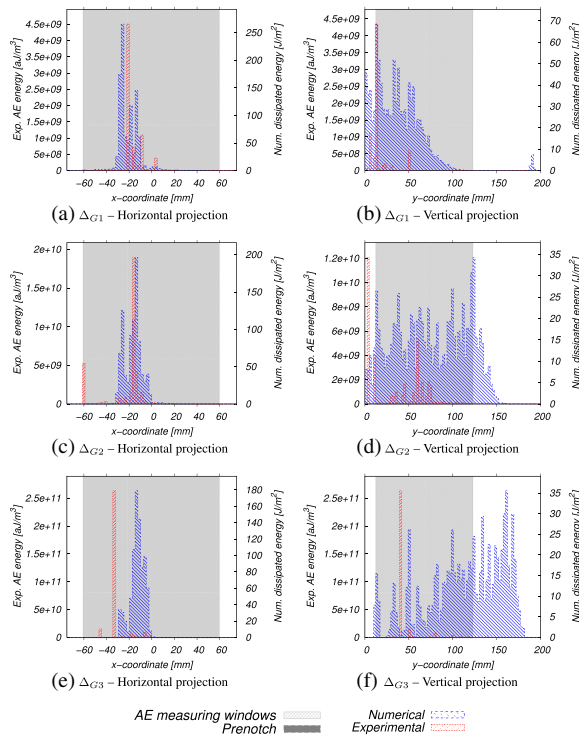 Exp. AE energy [aJ/m³]
4.5e+09
4e+09
3.5e+09
3e+09
2.5e+09
2e+09
1.5e+09
1e+09
5e+08
0
250
200
150
100
50
0
Num. dissipated energy [J/m²]
−60 −40 −20 0 20 40 60
x−coordinate [mm]
(a) Δ_G1 – Horizontal projection
Exp. AE energy [aJ/m³]
4.5e+09
4e+09
3.5e+09
3e+09
2.5e+09
2e+09
1.5e+09
1e+09
5e+08
0
70
60
50
40
30
20
10
0
Num. dissipated energy [J/m²]
0 50 100 150 200
y−coordinate [mm]
(b) Δ_G1 – Vertical projection
Exp. AE energy [aJ/m³]
2e+10
1.5e+10
1e+10
5e+09
0
200
150
100
50
0
Num. dissipated energy [J/m²]
−60 −40 −20 0 20 40 60
x−coordinate [mm]
(c) Δ_G2 – Horizontal projection
Exp. AE energy [aJ/m³]
1.2e+10
1e+10
8e+09
6e+09
4e+09
2e+09
0
35
30
25
20
15
10
5
0
Num. dissipated energy [J/m²]
0 50 100 150 200
y−coordinate [mm]
(d) Δ_G2 – Vertical projection
Exp. AE energy [aJ/m³]
2.5e+11
2e+11
1.5e+11
1e+11
5e+10
0
180
160
140
120
100
80
60
40
20
0
Num. dissipated energy [J/m²]
−60 −40 −20 0 20 40 60
x−coordinate [mm]
(e) Δ_G3 – Horizontal projection
Exp. AE energy [aJ/m³]
2.5e+11
2e+11
1.5e+11
1e+11
5e+10
0
35
30
25
20
15
10
5
0
Num. dissipated energy [J/m²]
0 50 100 150 200
y−coordinate [mm]
(f) Δ_G3 – Vertical projection
AE measuring windows
Prenotch
Numerical
Experimental